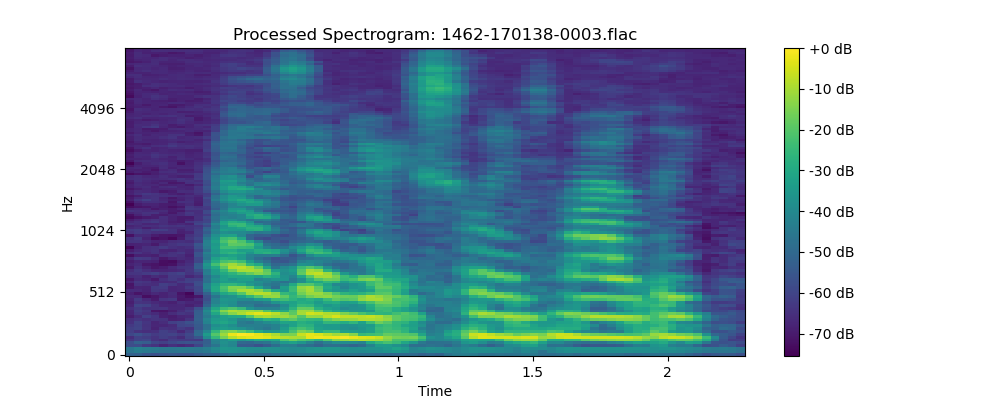 Processed Spectrogram: 1462-170138-0003.flac
Hz
4096
2048
1024
512
0
0
0.5
1
1.5
2
Time
+0 dB
-10 dB
-20 dB
-30 dB
-40 dB
-50 dB
-60 dB
-70 dB